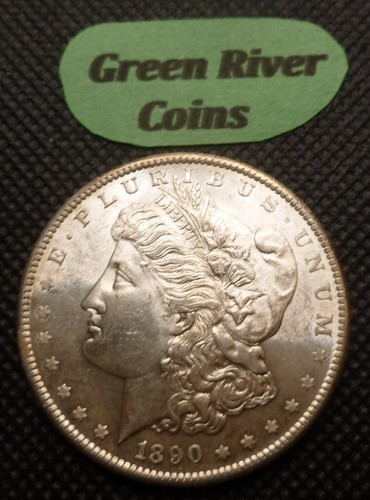 Green River
Coins
E · PLURIBUS · UNUM
LIBERTY
1890